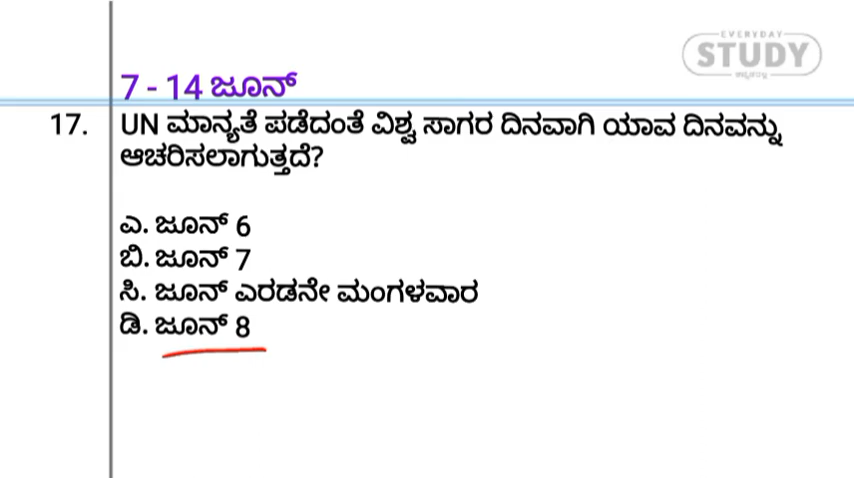 EVERYDAY
STUDY
7 - 14 ಜೂನ್
17. UN ಮಾನ್ಯತೆ ಪಡೆದಂತೆ ವಿಶ್ವ ಸಾಗರ ದಿನವಾಗಿ ಯಾವ ದಿನವನ್ನು
ಆಚರಿಸಲಾಗುತ್ತದೆ?
ಎ. ಜೂನ್ 6
ಬಿ. ಜೂನ್ 7
ಸಿ. ಜೂನ್ ಎರಡನೇ ಮಂಗಳವಾರ
ಡಿ. ಜೂನ್ 8